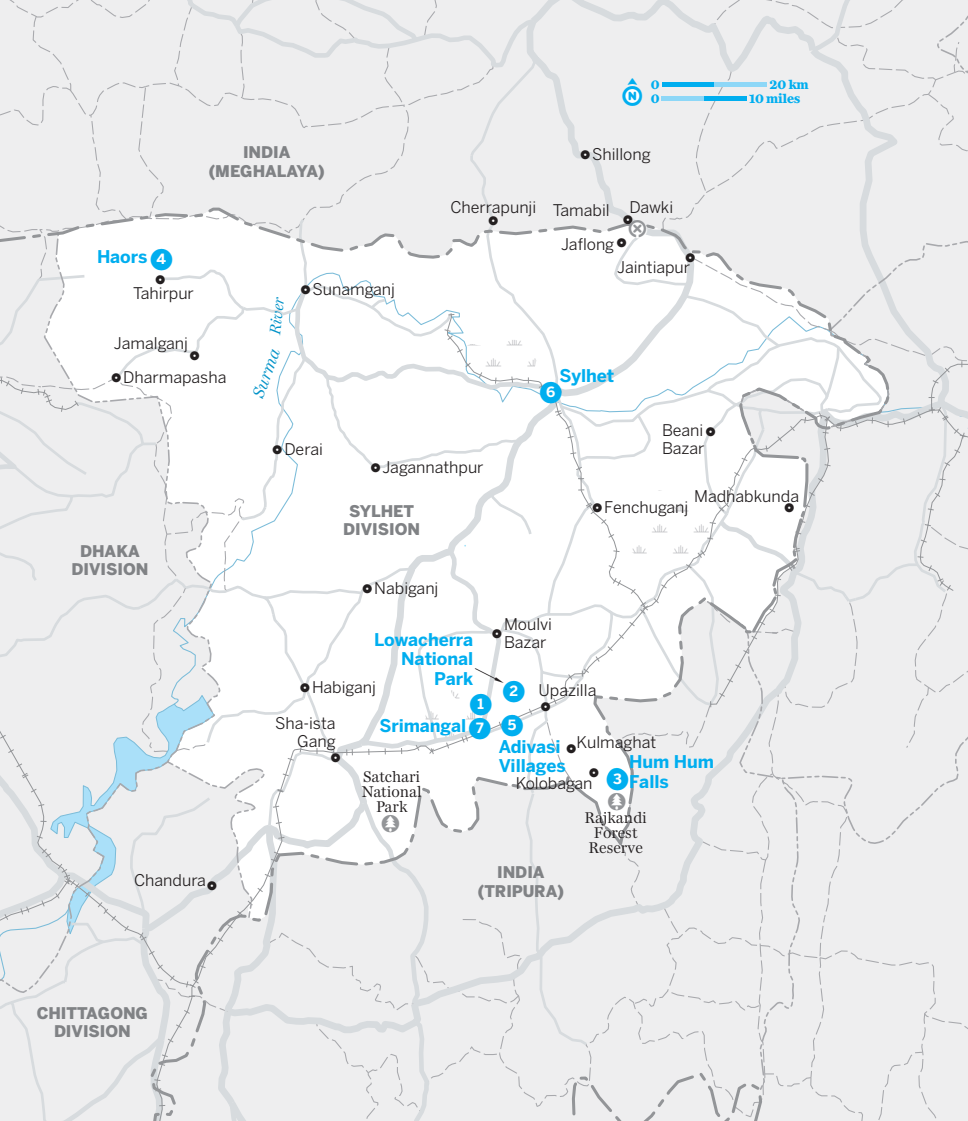 0 20 km
0 10 miles
N
Shillong
INDIA
(MEGHALAYA)
Cherrapunji
Tamabil
Dawki
Jaflong
Haors 4
Jaintiapur
Tahirpur
Sunamganj
Surma River
Jamalganj
Dharmapasha
Sylhet
6
Beani
Bazar
Derai
Jagannathpur
Madhabkunda
Fenchuganj
SYLHET
DIVISION
DHAKA
DIVISION
Nabiganj
Moulvi
Bazar
Lowacherra
National
Park
2
Upazilla
Habiganj
1
Srimangal 7
5
Adivasi
Villages
Sha-ista
Gang
Kulmaghat
Kolobagan
3
Hum Hum
Falls
Satchari
National
Park
Rajkandi
Forest
Reserve
INDIA
(TRIPURA)
Chandura
CHITTAGONG
DIVISION